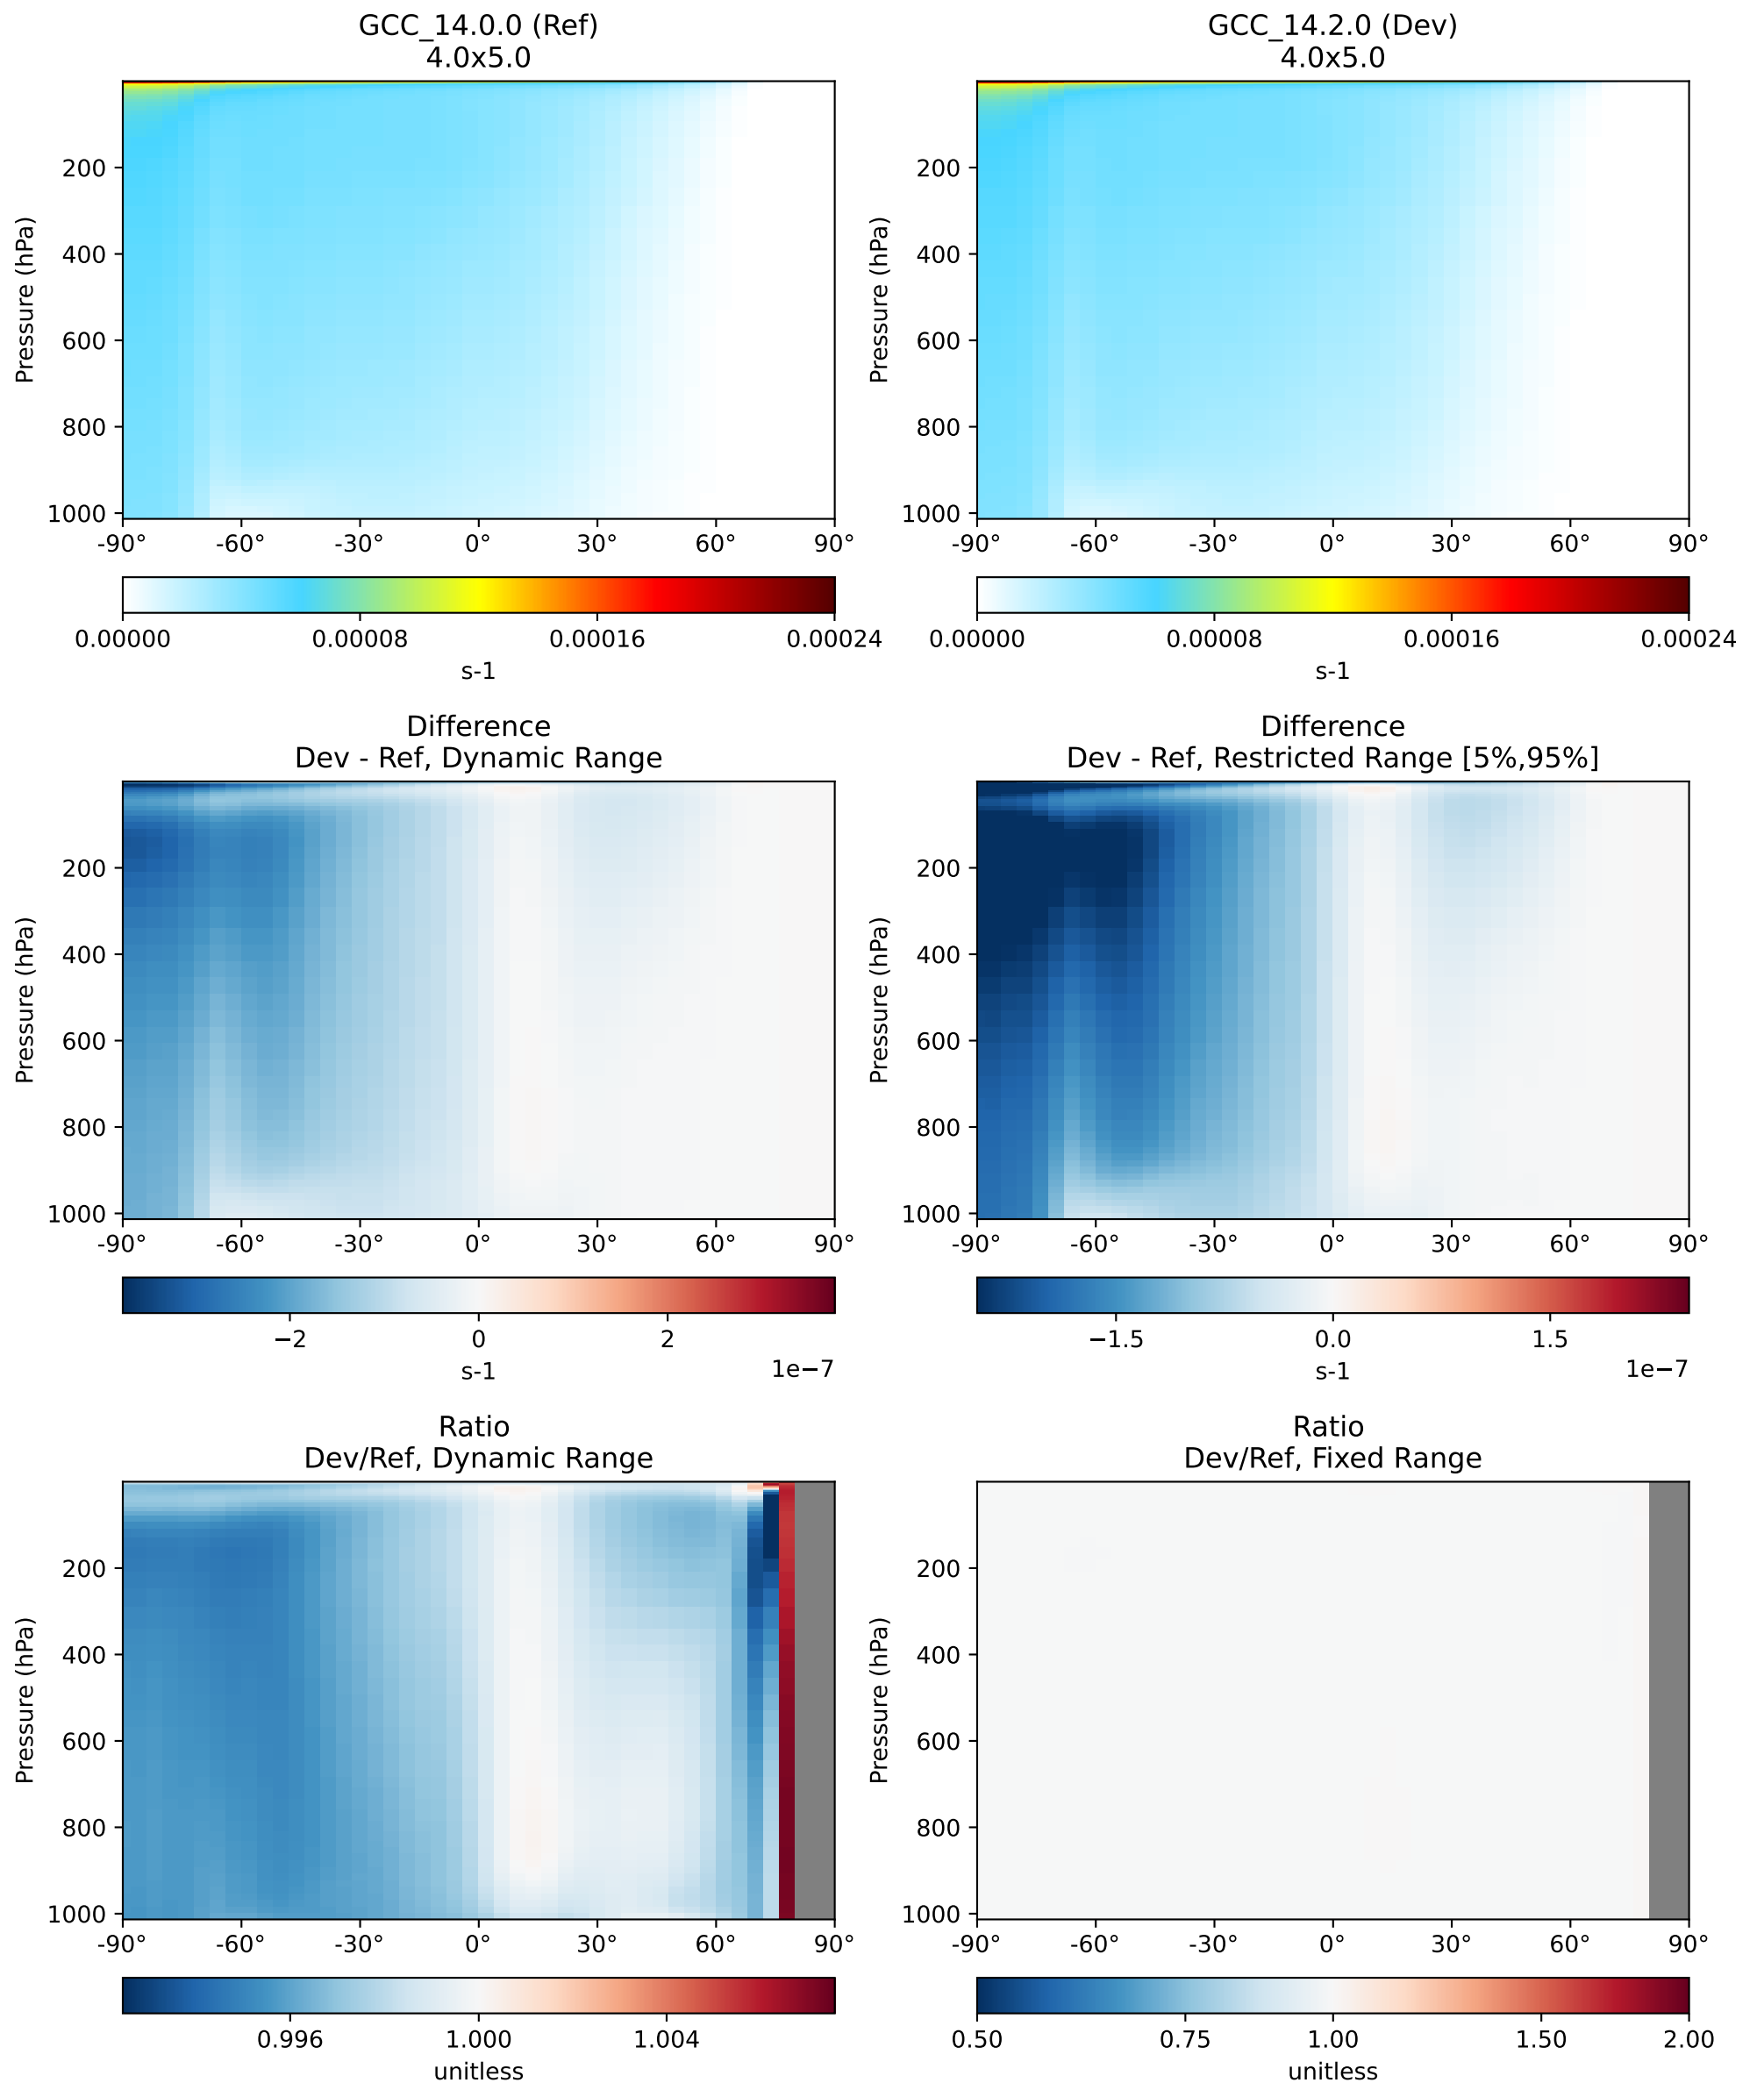 GCC_14.0.0 (Ref)
4.0x5.0
Pressure (hPa)
200
400
600
800
1000
-90° -60° -30° 0° 30° 60° 90°
0.00000 0.00008 0.00016 0.00024
s-1
GCC_14.2.0 (Dev)
4.0x5.0
Pressure (hPa)
200
400
600
800
1000
-90° -60° -30° 0° 30° 60° 90°
0.00000 0.00008 0.00016 0.00024
s-1
Difference
Dev - Ref, Dynamic Range
Pressure (hPa)
200
400
600
800
1000
-90° -60° -30° 0° 30° 60° 90°
−2 0 2
s-1
1e−7
Difference
Dev - Ref, Restricted Range [5%,95%]
Pressure (hPa)
200
400
600
800
1000
-90° -60° -30° 0° 30° 60° 90°
−1.5 0.0 1.5
s-1
1e−7
Ratio
Dev/Ref, Dynamic Range
Pressure (hPa)
200
400
600
800
1000
-90° -60° -30° 0° 30° 60° 90°
0.996 1.000 1.004
unitless
Ratio
Dev/Ref, Fixed Range
Pressure (hPa)
200
400
600
800
1000
-90° -60° -30° 0° 30° 60° 90°
0.50 0.75 1.00 1.50 2.00
unitless